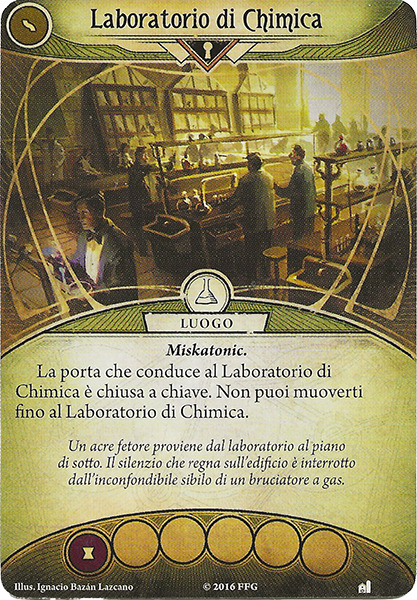 Laboratorio di Chimica
LUOGO
Miskatonic.
La porta che conduce al Laboratorio di
Chimica è chiusa a chiave. Non puoi muoverti
fino al Laboratorio di Chimica.
Un acre fetore proviene dal laboratorio al piano
di sotto. Il silenzio che regna sull'edificio è interrotto
dall'inconfondibile sibilo di un bruciatore a gas.
Illus. Ignacio Bazán Lazcano
© 2016 FFG